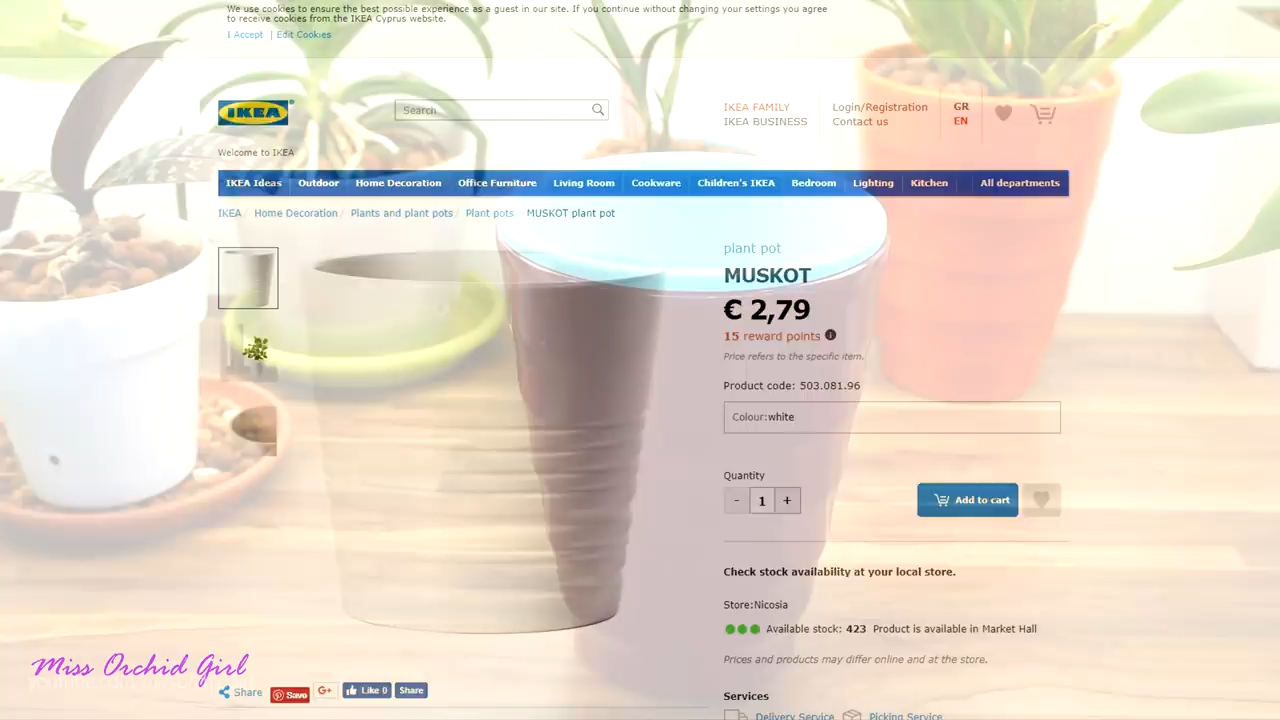 We use cookies to ensure the best possible experience as a guest in our site. If you continue without changing your settings you agree
to receive cookies from the IKEA Cyprus website.
I Accept | Edit Cookies
IKEA
Search
IKEA FAMILY
IKEA BUSINESS
Login/Registration
Contact us
GR
EN
Welcome to IKEA
IKEA Ideas Outdoor Home Decoration Office Furniture Living Room Cookware Children's IKEA Bedroom Lighting Kitchen All departments
IKEA / Home Decoration / Plants and plant pots / Plant pots MUSKOT plant pot
plant pot
MUSKOT
€ 2,79
15 reward points
Price refers to the specific item.
Product code: 503.081.96
Colour:white
Quantity
- 1 +
Add to cart
Check stock availability at your local store.
Store:Nicosia
Available stock: 423 Product is available in Market Hall
Prices and products may differ online and at the store.
Services
Delivery Service Picking Service
Miss Orchid Girl
Share Save G+ Like 0 Share